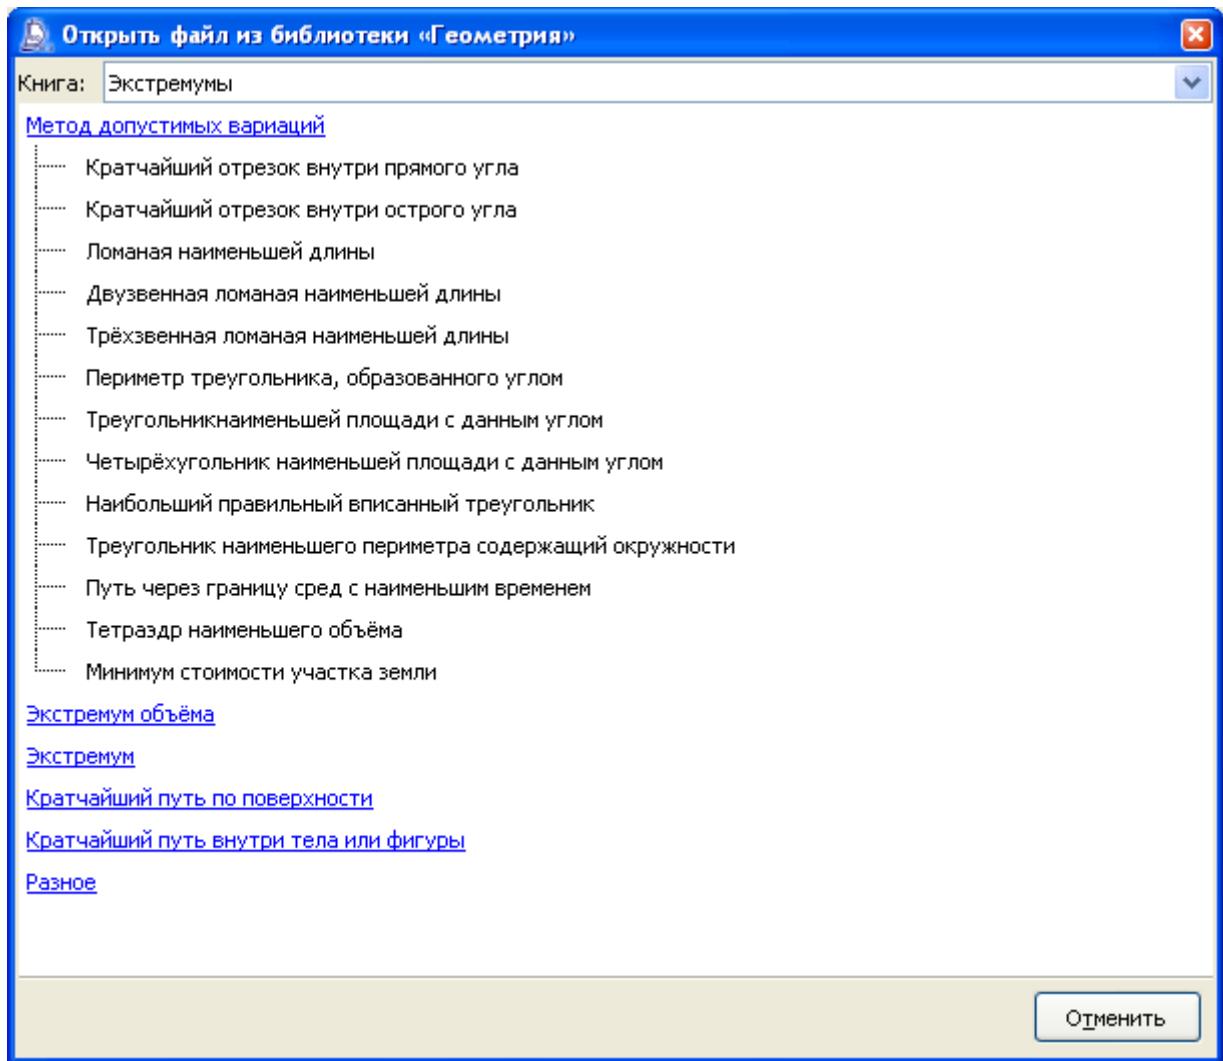 Открыть файл из библиотеки «Геометрия»
Книга: Экстремумы
Метод допустимых вариаций
Кратчайший отрезок внутри прямого угла
Кратчайший отрезок внутри острого угла
Ломаная наименьшей длины
Двузвенная ломаная наименьшей длины
Трёхзвенная ломаная наименьшей длины
Периметр треугольника, образованного углом
Треугольникнаименьшей площади с данным углом
Четырёхугольник наименьшей площади с данным углом
Наибольший правильный вписанный треугольник
Треугольник наименьшего периметра содержащий окружности
Путь через границу сред с наименьшим временем
Тетраэдр наименьшего объёма
Минимум стоимости участка земли
Экстремум объёма
Экстремум
Кратчайший путь по поверхности
Кратчайший путь внутри тела или фигуры
Разное
Отменить